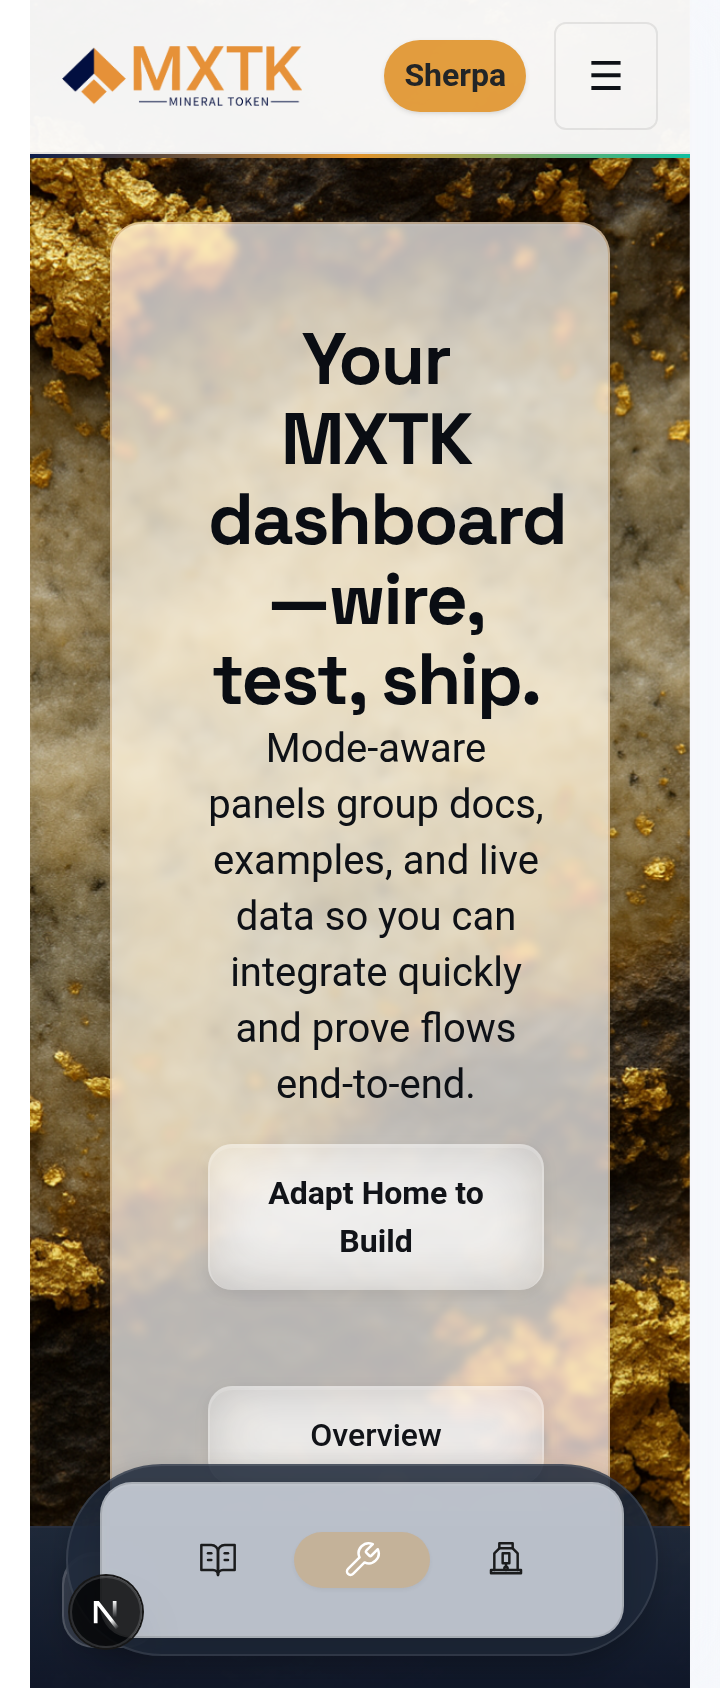 MXTK
MINERAL TOKEN
Sherpa
Your
MXTK
dashboard
—wire,
test, ship.
Mode-aware
panels group docs,
examples, and live
data so you can
integrate quickly
and prove flows
end-to-end.
Adapt Home to
Build
Overview
N